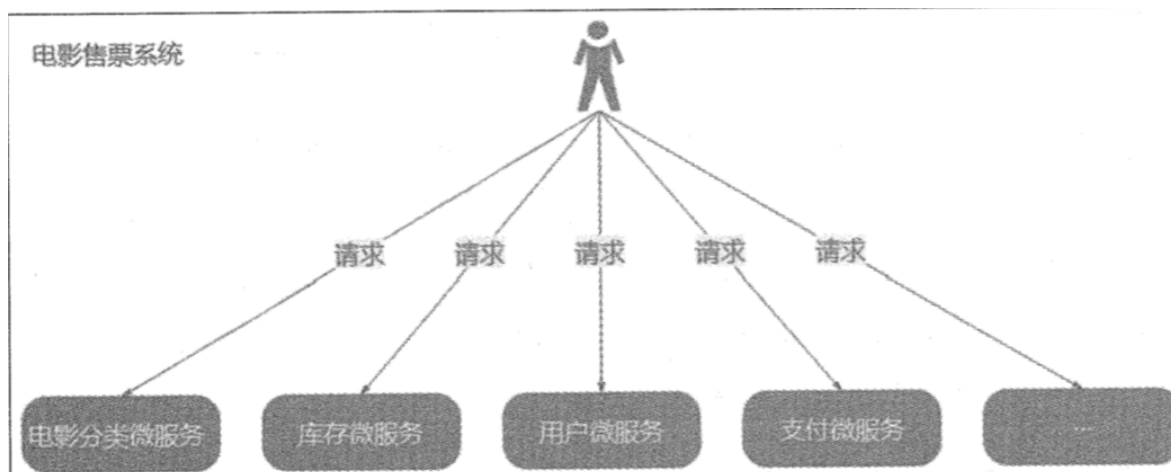 电影售票系统
请求 请求 请求 请求 请求
电影分类微服务 库存微服务 用户微服务 支付微服务 ...